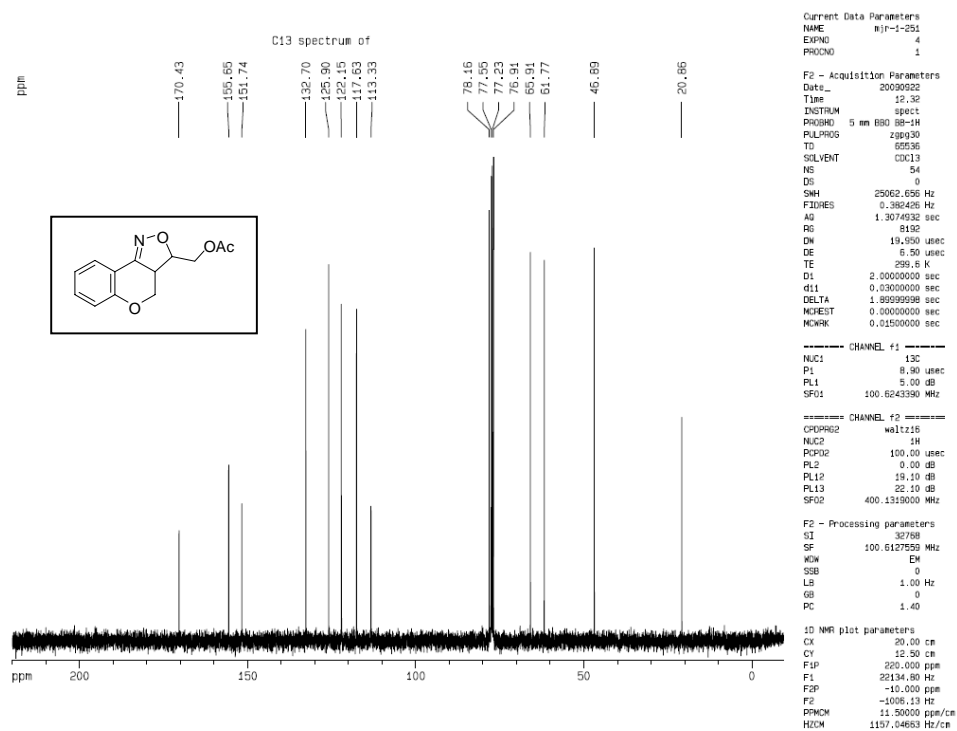 C13 spectrum of
ppm
170.43
155.65
151.74
132.70
125.90
122.15
117.63
113.33
78.16
77.55
77.23
76.91
65.91
61.77
46.89
20.86
N
O
OAc
O
ppm
200
150
100
50
0
Current Data Parameters
NAME mjr-1-251
EXPNO 4
PROCNO 1
F2 - Acquisition Parameters
Date_ 20090922
Time 12.32
INSTRUM spect
PROBHD 5 mm BBO BB-1H
PULPROG zgpg30
TD 65536
SOLVENT CDCl3
NS 54
DS 0
SWH 25062.656 Hz
FIDRES 0.382426 Hz
AQ 1.3074932 sec
RG 8192
DW 19.950 usec
DE 6.50 usec
TE 299.6 K
D1 2.00000000 sec
d11 0.03000000 sec
DELTA 1.89999998 sec
MCREST 0.00000000 sec
MCWRK 0.01500000 sec
======== CHANNEL f1 ========
NUC1 13C
P1 8.90 usec
PL1 5.00 dB
SFO1 100.6243390 MHz
======== CHANNEL f2 ========
CPDPRG2 waltz16
NUC2 1H
PCPD2 100.00 usec
PL2 0.00 dB
PL12 19.10 dB
PL13 22.10 dB
SFO2 400.1319000 MHz
F2 - Processing parameters
SI 32768
SF 100.6127559 MHz
WDW EM
SSB 0
LB 1.00 Hz
GB 0
PC 1.40
1D NMR plot parameters
CX 20.00 cm
CY 12.50 cm
F1P 220.000 ppm
F1 22134.80 Hz
F2P -10.000 ppm
F2 -1006.13 Hz
PPMCM 11.50000 ppm/cm
HZCM 1157.04663 Hz/cm